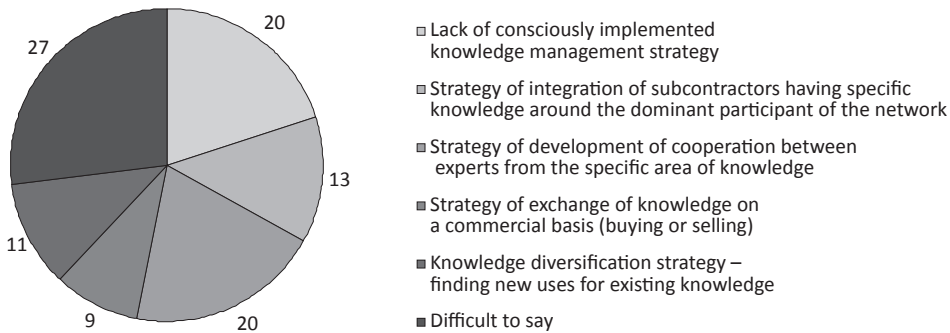 20
27
13
11
9
20
Lack of consciously implemented
knowledge management strategy
Strategy of integration of subcontractors having specific
knowledge around the dominant participant of the network
Strategy of development of cooperation between
experts from the specific area of knowledge
Strategy of exchange of knowledge on
a commercial basis (buying or selling)
Knowledge diversification strategy –
finding new uses for existing knowledge
Difficult to say